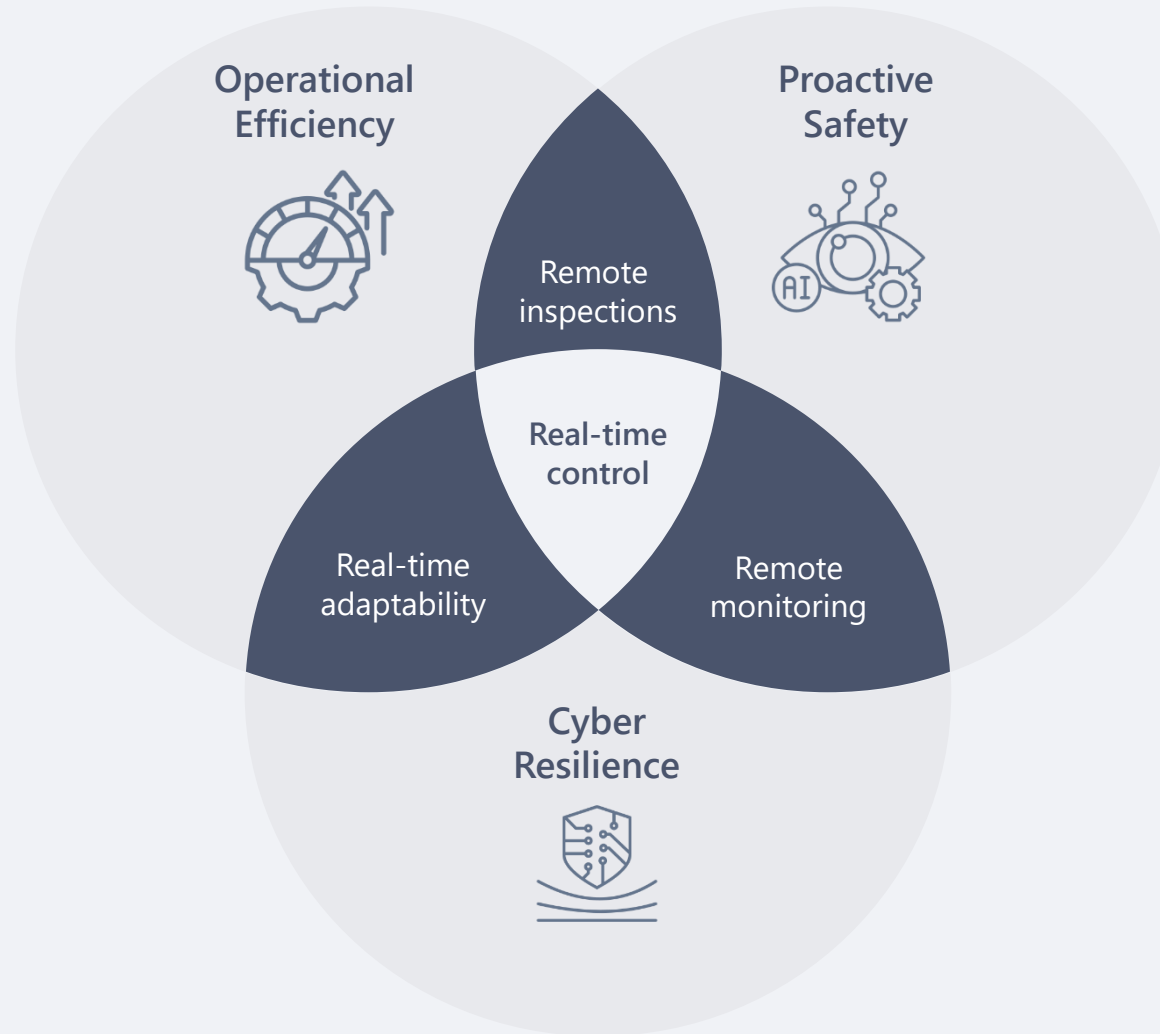 Operational
Efficiency
Proactive
Safety
AI
Remote
inspections
Real-time
control
Real-time
adaptability
Remote
monitoring
Cyber
Resilience